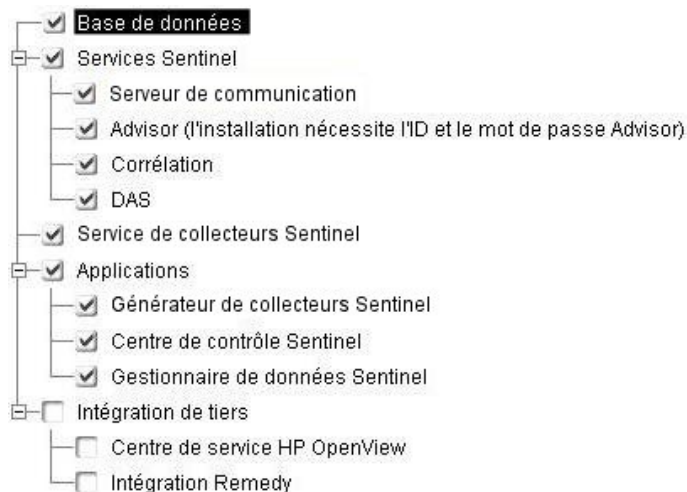 Base de données
Services Sentinel
Serveur de communication
Advisor (l'installation nécessite l'ID et le mot de passe Advisor)
Corrélation
DAS
Service de collecteurs Sentinel
Applications
Générateur de collecteurs Sentinel
Centre de contrôle Sentinel
Gestionnaire de données Sentinel
Intégration de tiers
Centre de service HP OpenView
Intégration Remedy